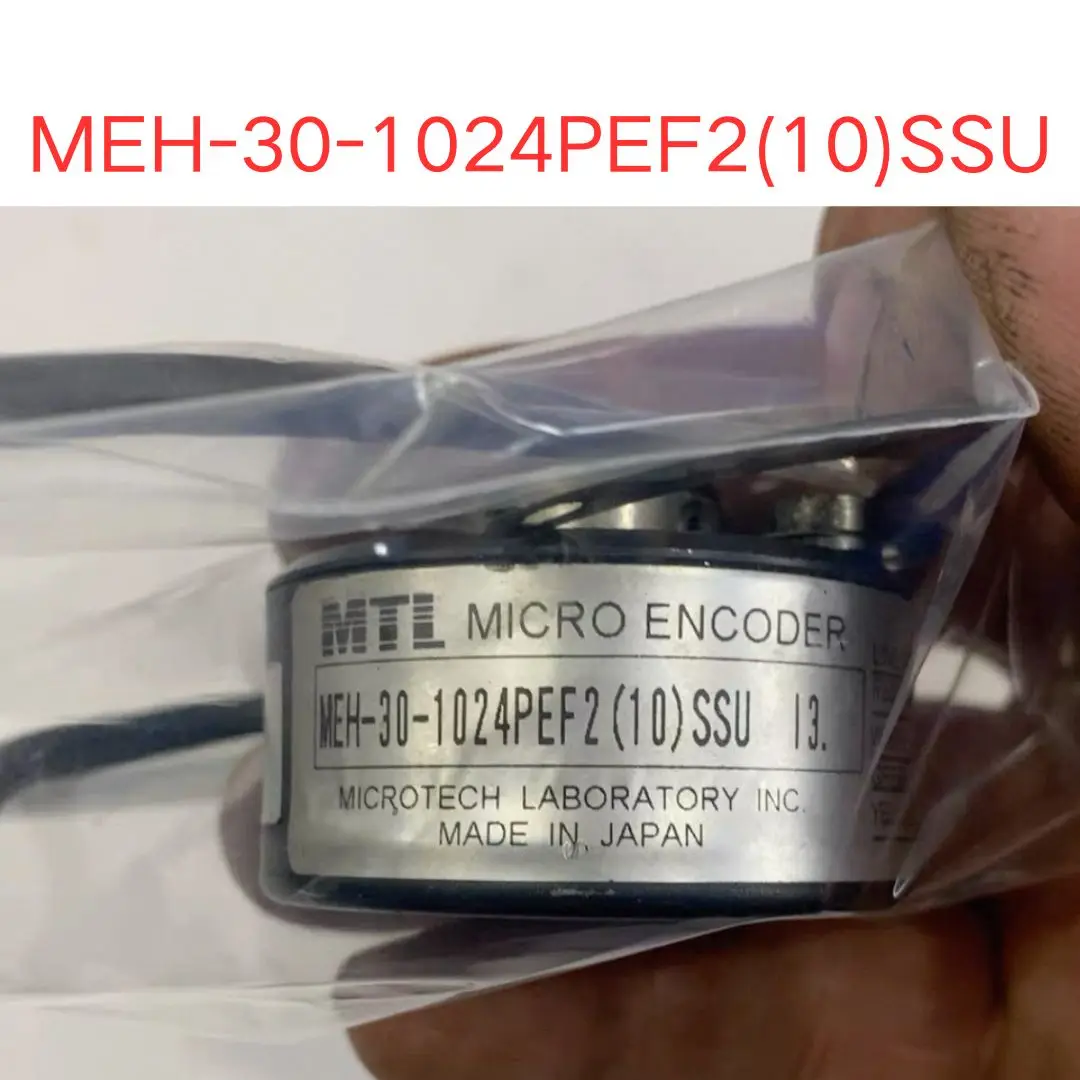 MEH-30-1024PEF2(10)SSU
MTL MICRO ENCODER
MEH-30-1024PEF2(10)SSU 13.
MICROTECH LABORATORY INC.
MADE IN JAPAN